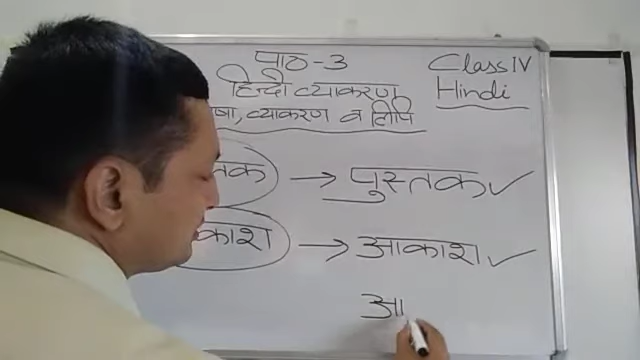 पाठ-3
Class IV
हिन्दी व्याकरण
Hindi
व्याकरण व लिपि
→ पुस्तक ✓
→ आकाश ✓
आ